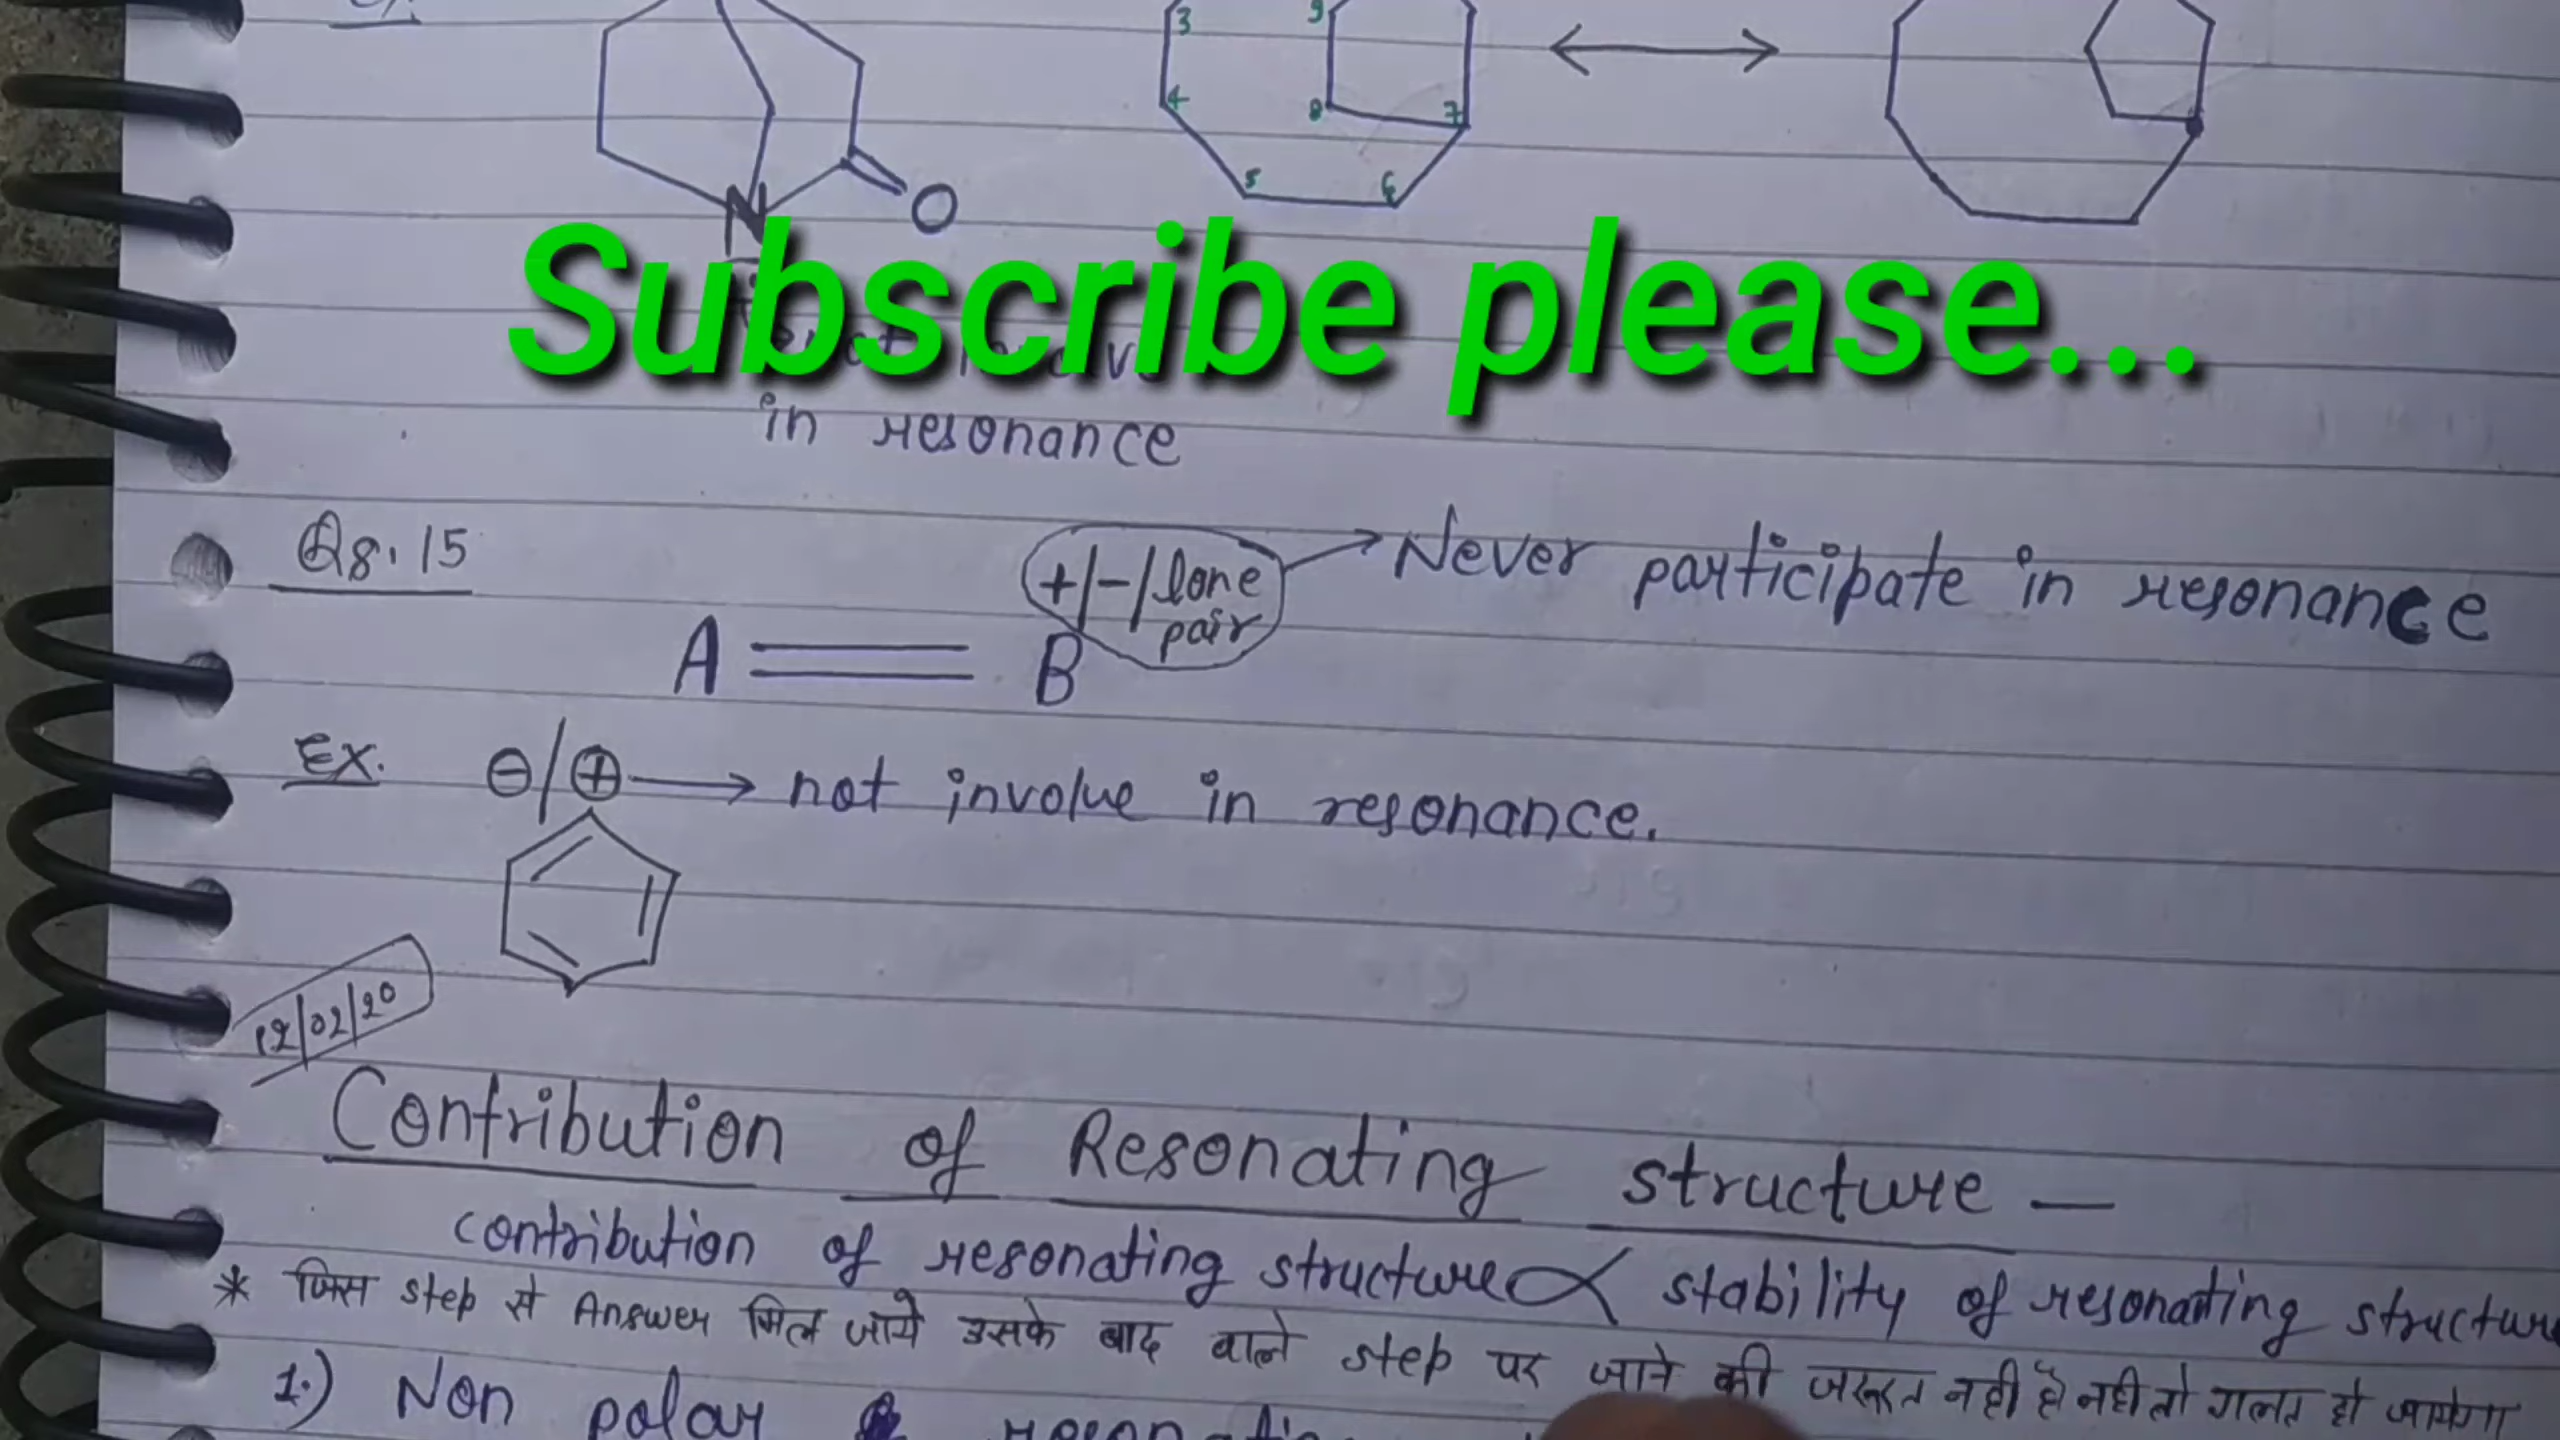 3 9
4 8 7
5 6
N O
Subscribe please...
in resonance
Qs. 15
+/-/lone pair → Never participate in resonance
A = B
Ex. ⊖/⊕ → not involve in resonance.
12/02/20
Contribution of Resonating structure —
contribution of resonating structure ∝ stability of resonating structure
* जिस step से Answer मिल जाये उसके बाद वाले step पर जाने की जरूरत नही है नही तो गलत हो जायेगा
1.) Non polar